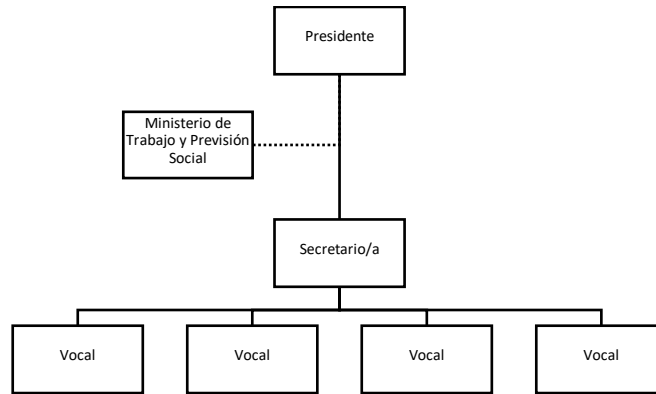 Presidente
Ministerio de
Trabajo y Previsión
Social
Secretario/a
Vocal
Vocal
Vocal
Vocal